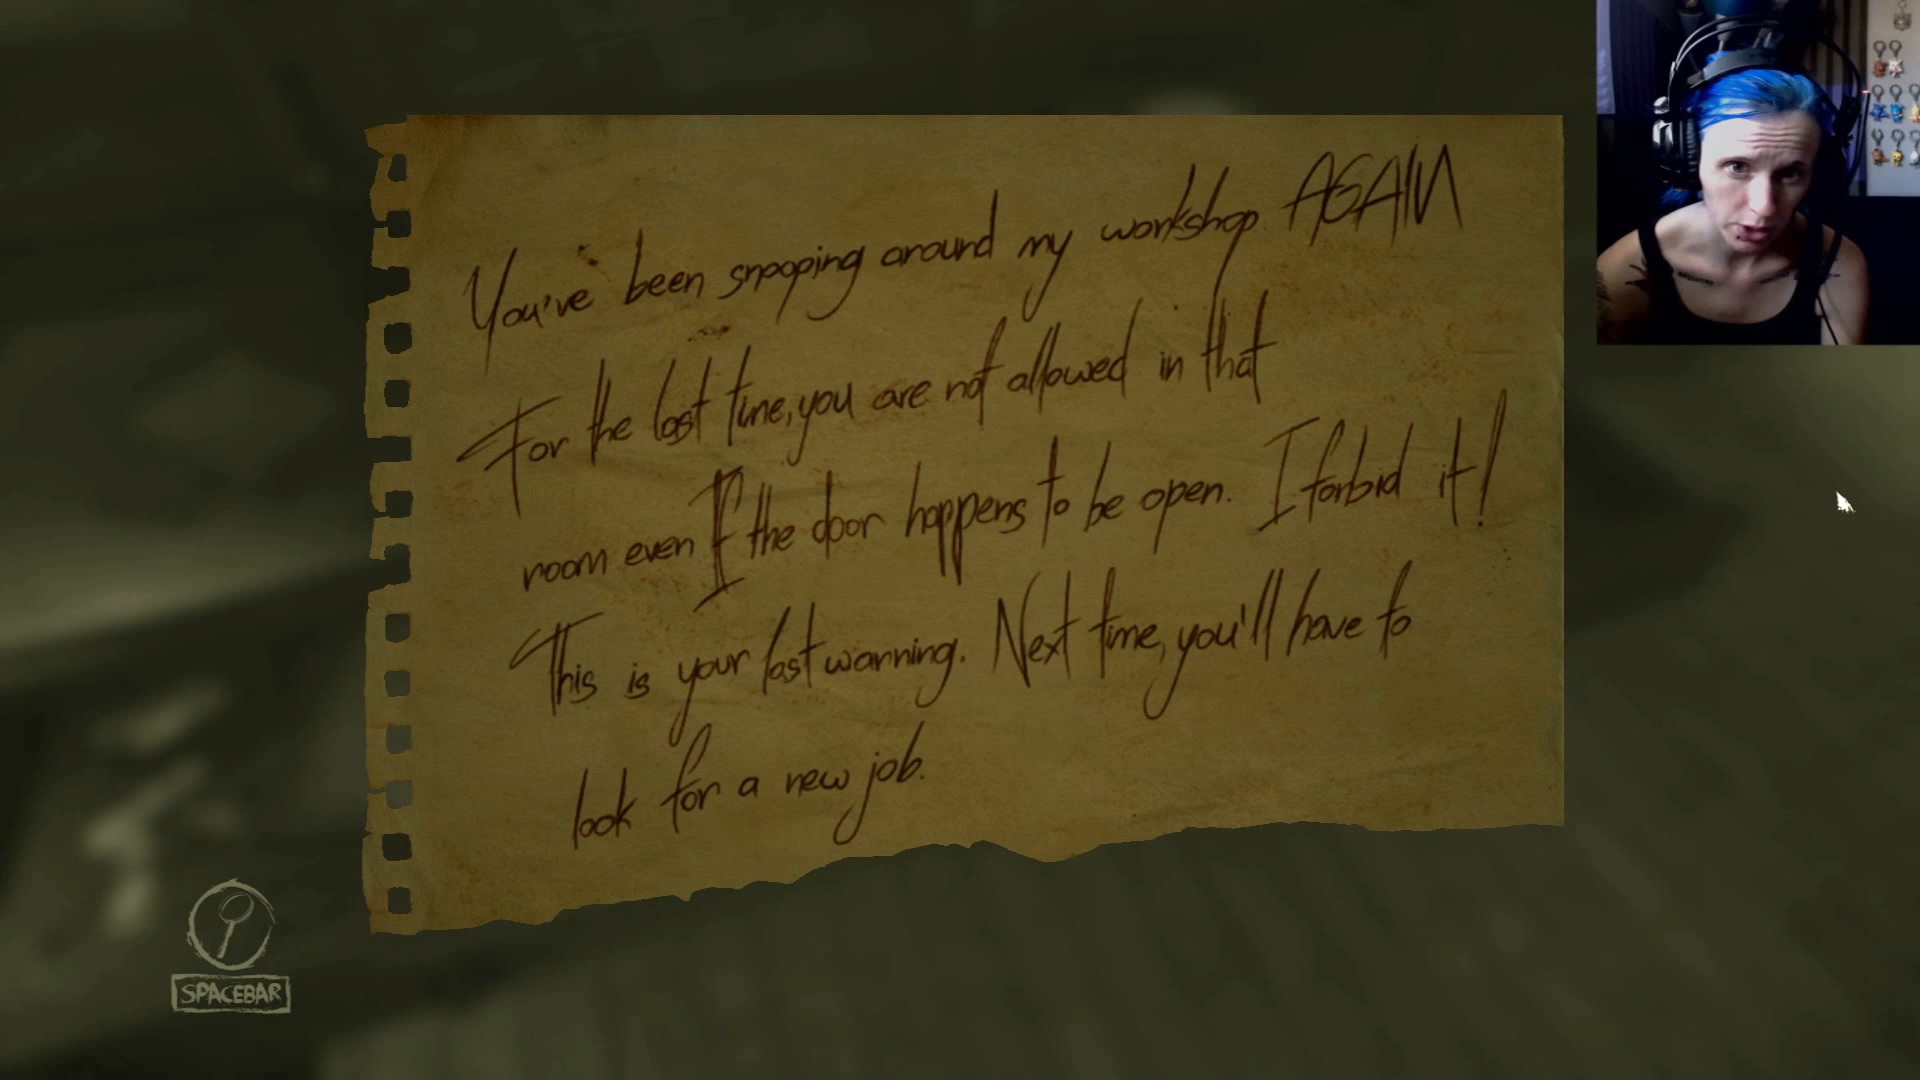 You've been snooping around my workshop AGAIN
For the last time, you are not allowed in that
room even If the door happens to be open. I forbid it!
This is your last warning. Next time, you'll have to
look for a new job.
SPACEBAR